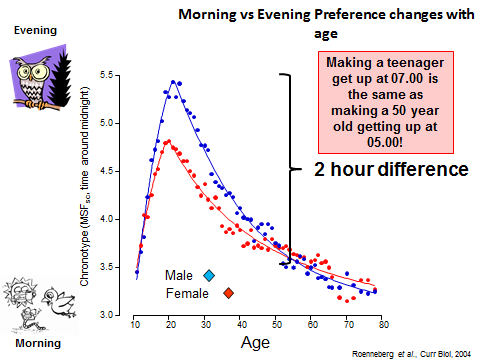 Morning vs Evening Preference changes with
age
Evening
Making a teenager
get up at 07.00 is
the same as
making a 50 year
old getting up at
05.00!
2 hour difference
Chronotype (MSFsc, time around midnight)
5.5
5.0
4.5
4.0
3.5
3.0
Male
Female
10 20 30 40 50 60 70 80
Age
Morning
Roenneberg et al., Curr Biol, 2004